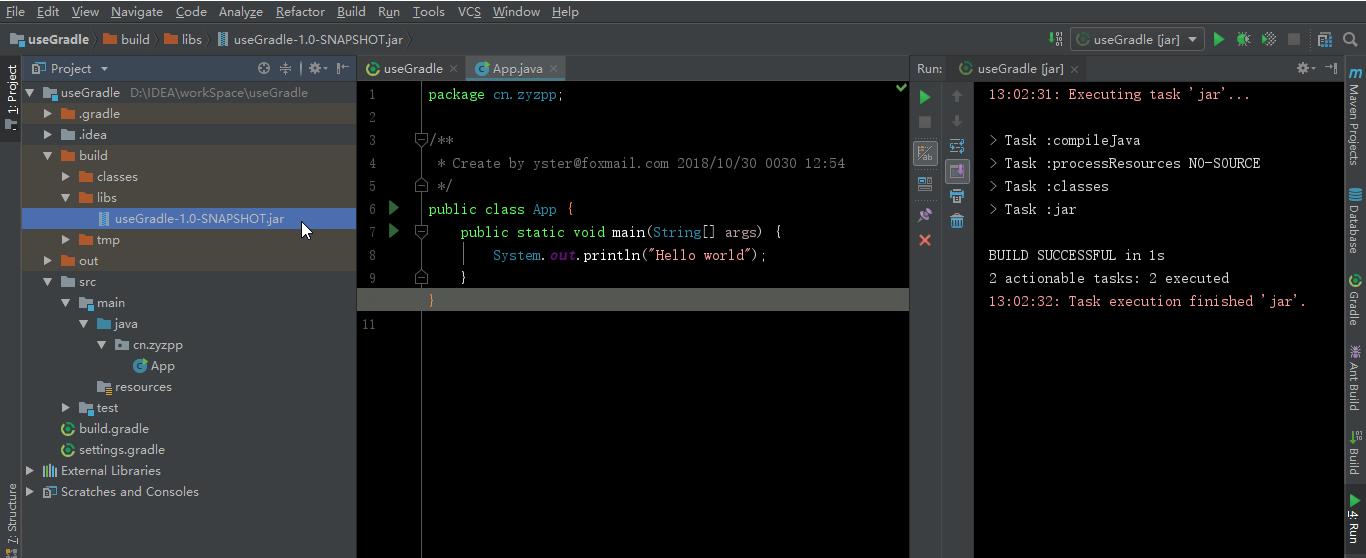 File Edit View Navigate Code Analyze Refactor Build Run Tools VCS Window Help
useGradle build libs useGradle-1.0-SNAPSHOT.jar
useGradle [jar]
1: Project
Project
useGradle D:\IDEA\workSpace\useGradle
.gradle
.idea
build
classes
libs
useGradle-1.0-SNAPSHOT.jar
tmp
out
src
main
java
cn.zyzpp
App
resources
test
build.gradle
settings.gradle
External Libraries
Scratches and Consoles
7: Structure
useGradle App.java
1 package cn.zyzpp;
2
3 /**
4 * Create by yster@foxmail.com 2018/10/30 0030 12:54
5 */
6 public class App {
7 public static void main(String[] args) {
8 System.out.println("Hello world");
9 }
}
11
Run: useGradle [jar]
13:02:31: Executing task 'jar'...
> Task :compileJava
> Task :processResources NO-SOURCE
> Task :classes
> Task :jar
BUILD SUCCESSFUL in 1s
2 actionable tasks: 2 executed
13:02:32: Task execution finished 'jar'.
Maven Projects
Database
Gradle
Ant Build
Build
4: Run